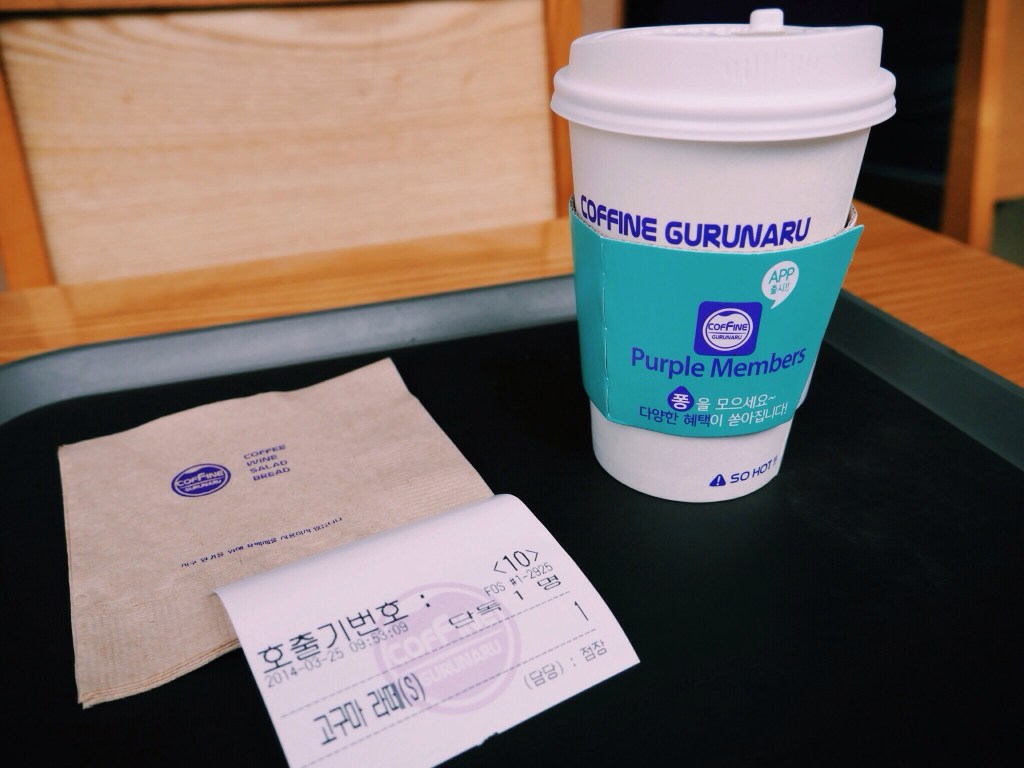 COFFINE GURUNARU
APP
출시!!
COFFINE
GURUNARU
Purple Members
퐁을 모으세요~
다양한 혜택이 쏟아집니다!
SO HOT!!
COFFINE
GURUNARU
COFFEE
WINE
SALAD
BREAD
<10>
호출기번호 :
POS #1-2925
2014-03-25 09:53:09
단독 1 명
고구마 라떼(S)
1
(담당) : 점장
COFFINE
GURUNARU